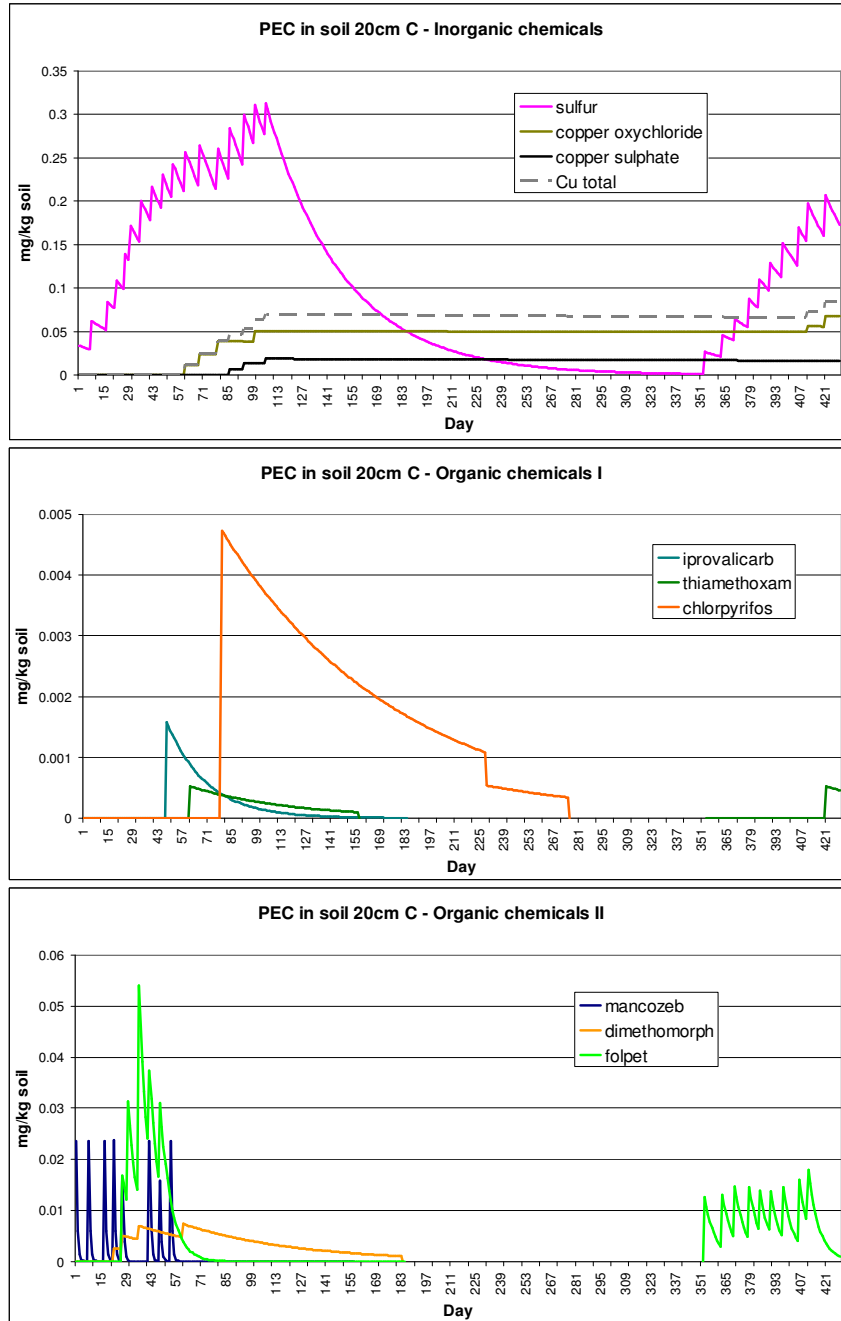 PEC in soil 20cm C - Inorganic chemicals
0.35
0.3
0.25
0.2
0.15
0.1
0.05
0
mg/kg soil
sulfur
copper oxychloride
copper sulphate
Cu total
1 15 29 43 57 71 85 99 113 127 141 155 169 183 197 211 225 239 253 267 281 295 309 323 337 351 365 379 393 407 421
Day
PEC in soil 20cm C - Organic chemicals I
0.005
0.004
0.003
0.002
0.001
0
mg/kg soil
iprovalicarb
thiamethoxam
chlorpyrifos
1 15 29 43 57 71 85 99 113 127 141 155 169 183 197 211 225 239 253 267 281 295 309 323 337 351 365 379 393 407 421
Day
PEC in soil 20cm C - Organic chemicals II
0.06
0.05
0.04
0.03
0.02
0.01
0
mg/kg soil
mancozeb
dimethomorph
folpet
1 15 29 43 57 71 85 99 113 127 141 155 169 183 197 211 225 239 253 267 281 295 309 323 337 351 365 379 393 407 421
Day